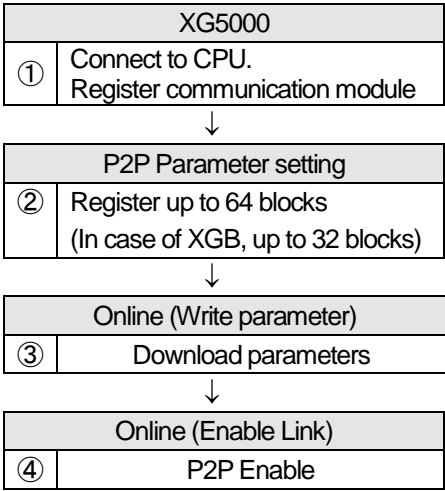 XG5000
① Connect to CPU.
Register communication module
↓
P2P Parameter setting
② Register up to 64 blocks
(In case of XGB, up to 32 blocks)
↓
Online (Write parameter)
③ Download parameters
↓
Online (Enable Link)
④ P2P Enable